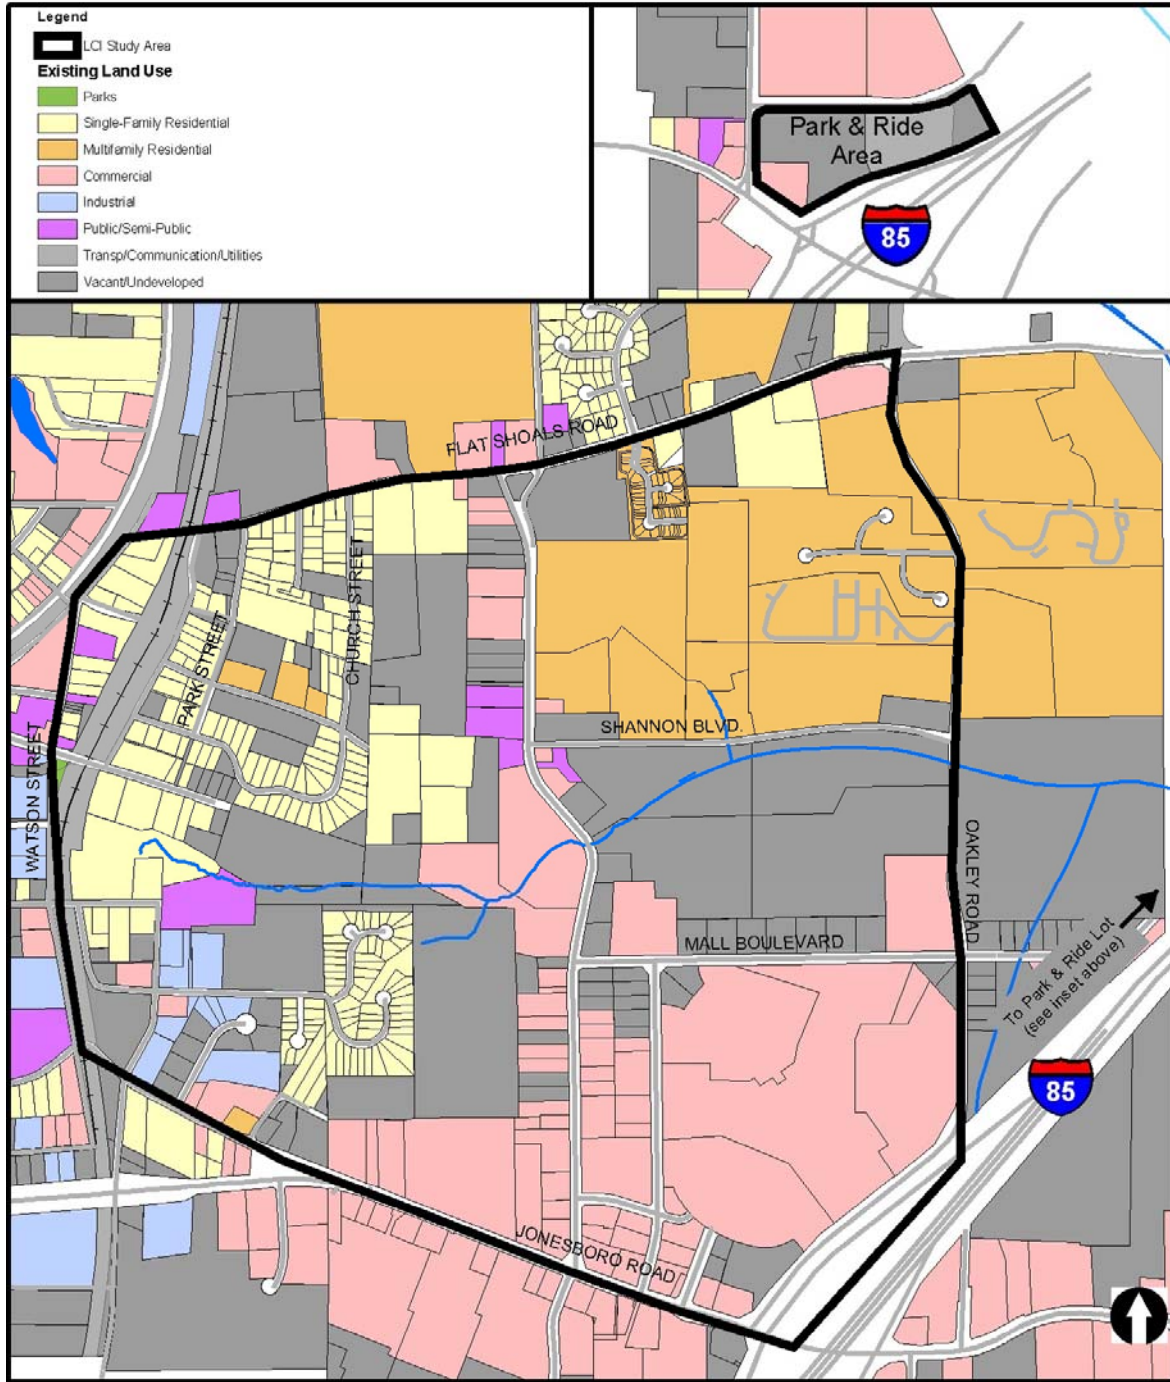 Legend
LCI Study Area
Existing Land Use
Parks
Single-Family Residential
Multifamily Residential
Commercial
Industrial
Public/Semi-Public
Transp/Communication/Utilities
Vacant/Undeveloped
Park & Ride
Area
85
FLAT SHOALS ROAD
CHURCH STREET
PARK STREET
SHANNON BLVD.
WATSON STREET
OAKLEY ROAD
MALL BOULEVARD
To Park & Ride Lot
(see inset above)
85
JONESBORO ROAD